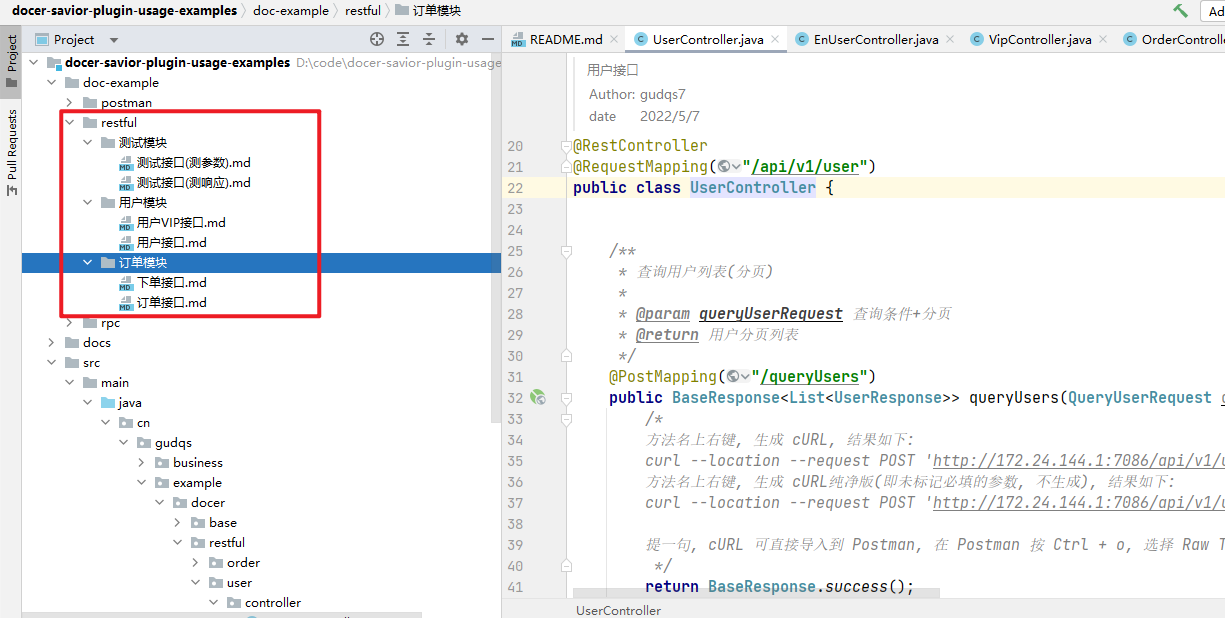 docer-savior-plugin-usage-examples doc-example restful 订单模块
Project
Pull Requests
Project
docer-savior-plugin-usage-examples D:\code\docer-savior-plugin-usage
doc-example
postman
restful
测试模块
测试接口(测参数).md
测试接口(测响应).md
用户模块
用户VIP接口.md
用户接口.md
订单模块
下单接口.md
订单接口.md
rpc
docs
src
main
java
cn
gudqs
business
example
docer
base
restful
order
user
controller
Ad
README.md UserController.java EnUserController.java VipController.java OrderControlle
用户接口
Author: gudqs7
date 2022/5/7
20 @RestController
21 @RequestMapping("/api/v1/user")
22 public class UserController {
23
24
25 /**
26 * 查询用户列表(分页)
27 *
28 * @param queryUserRequest 查询条件+分页
29 * @return 用户分页列表
30 */
31 @PostMapping("/queryUsers")
32 public BaseResponse<List<UserResponse>> queryUsers(QueryUserRequest
33 /*
34 方法名上右键, 生成 cURL, 结果如下:
35 curl --location --request POST 'http://172.24.144.1:7086/api/v1/u
36 方法名上右键, 生成 cURL纯净版(即未标记必填的参数, 不生成), 结果如下:
37 curl --location --request POST 'http://172.24.144.1:7086/api/v1/u
38
39 提一句, cURL 可直接导入到 Postman, 在 Postman 按 Ctrl + o, 选择 Raw T
40 */
41 return BaseResponse.success();
UserController